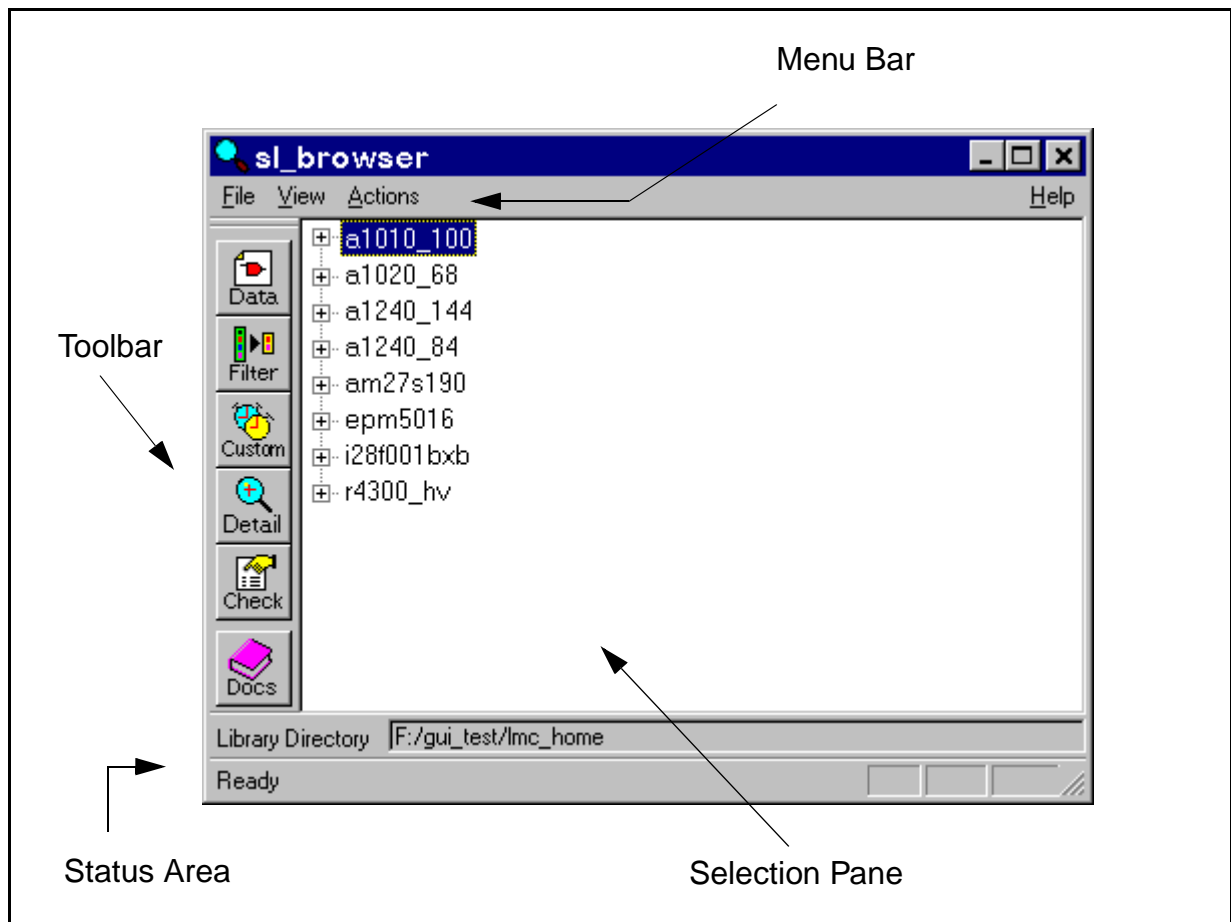 Menu Bar
sl_browser
File View Actions Help
a1010_100
a1020_68
a1240_144
a1240_84
am27s190
epm5016
i28f001bxb
r4300_hv
Toolbar
Data
Filter
Custom
Detail
Check
Docs
Library Directory F:/gui_test/lmc_home
Ready
Status Area
Selection Pane